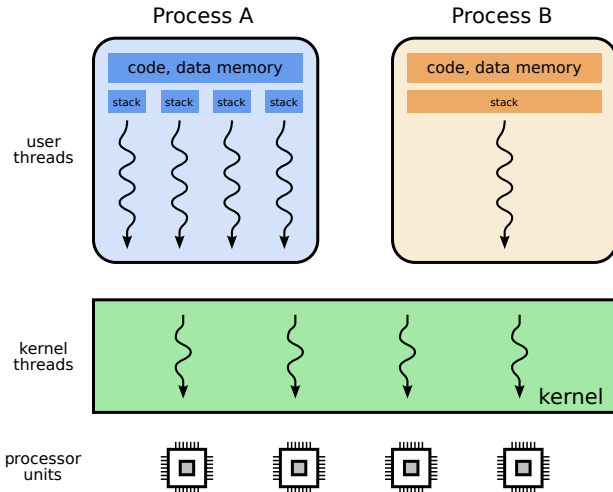 Process A
Process B
code, data memory
code, data memory
stack
stack
stack
stack
stack
user
threads
kernel
threads
kernel
processor
units